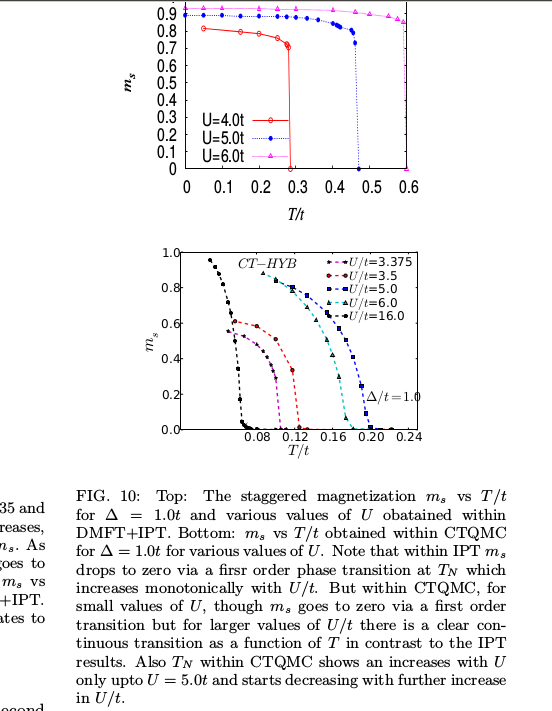 0.9
0.8
0.7
0.6
0.5
0.4
0.3
0.2
0.1
0
m_s
U=4.0t
U=5.0t
U=6.0t
0 0.1 0.2 0.3 0.4 0.5 0.6
T/t
1.0
0.8
0.6
0.4
0.2
0.0
m_s
CT−HYB
U/t=3.375
U/t=3.5
U/t=5.0
U/t=6.0
U/t=16.0
Δ/t=1.0
0.08 0.12 0.16 0.20 0.24
T/t
35 and
reases,
n_s. As
goes to
m_s vs
+IPT.
ates to
econd
FIG. 10: Top: The staggered magnetization m_s vs T/t
for Δ = 1.0t and various values of U obatained within
DMFT+IPT. Bottom: m_s vs T/t obtained within CTQMC
for Δ = 1.0t for various values of U. Note that within IPT m_s
drops to zero via a firsr order phase transition at T_N which
increases monotonically with U/t. But within CTQMC, for
small values of U, though m_s goes to zero via a first order
transition but for larger values of U/t there is a clear con-
tinuous transition as a function of T in contrast to the IPT
results. Also T_N within CTQMC shows an increases with U
only upto U = 5.0t and starts decreasing with further increase
in U/t.